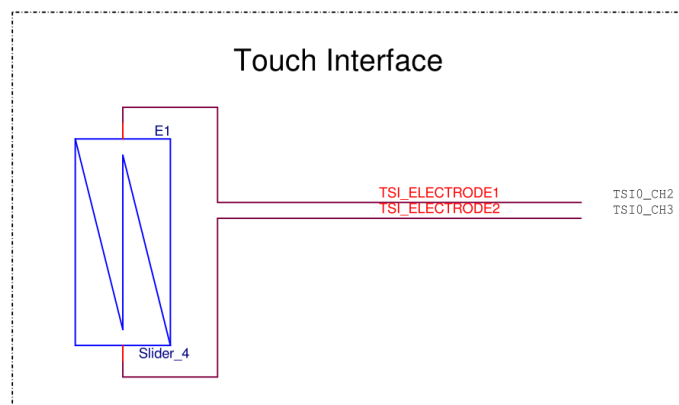 Touch Interface
E1
TSI_ELECTRODE1 TSI0_CH2
TSI_ELECTRODE2 TSI0_CH3
Slider_4